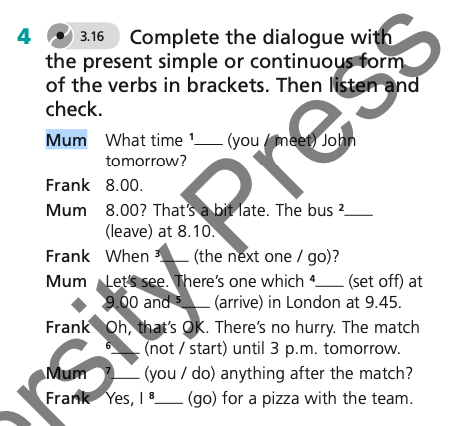 4 3.16 Complete the dialogue with
the present simple or continuous form
of the verbs in brackets. Then listen and
check.
Mum What time ¹___ (you / meet) John
tomorrow?
Frank 8.00.
Mum 8.00? That's a bit late. The bus ²___
(leave) at 8.10.
Frank When ³___ (the next one / go)?
Mum Let's see. There's one which ⁴___ (set off) at
9.00 and ⁵___ (arrive) in London at 9.45.
Frank Oh, that's OK. There's no hurry. The match
⁶___ (not / start) until 3 p.m. tomorrow.
Mum ⁷___ (you / do) anything after the match?
Frank Yes, I ⁸___ (go) for a pizza with the team.
ersity Press